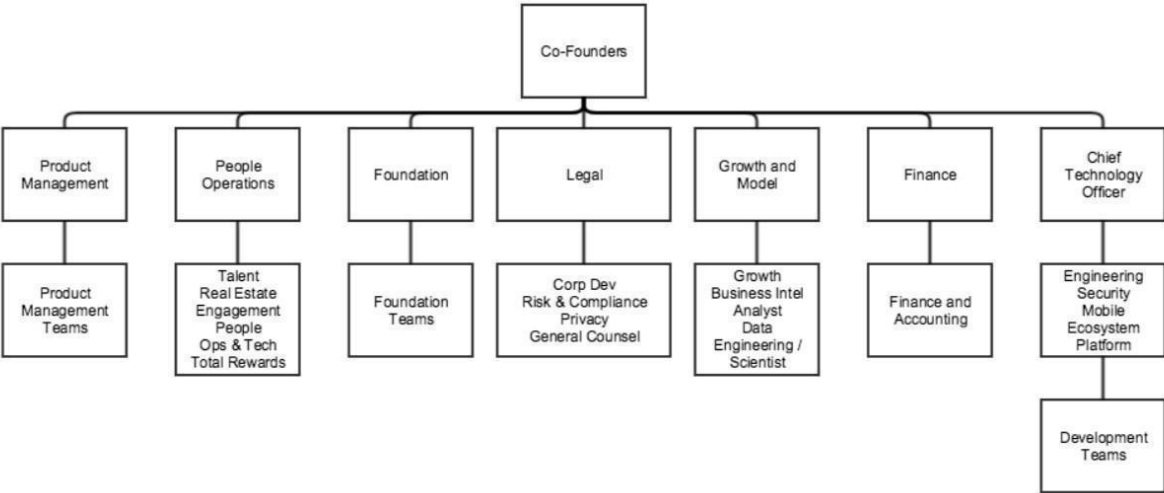 Co-Founders
Product
Management
People
Operations
Foundation
Legal
Growth and
Model
Finance
Chief
Technology
Officer
Product
Management
Teams
Talent
Real Estate
Engagement
People
Ops & Tech
Total Rewards
Foundation
Teams
Corp Dev
Risk & Compliance
Privacy
General Counsel
Growth
Business Intel
Analyst
Data
Engineering /
Scientist
Finance and
Accounting
Engineering
Security
Mobile
Ecosystem
Platform
Development
Teams